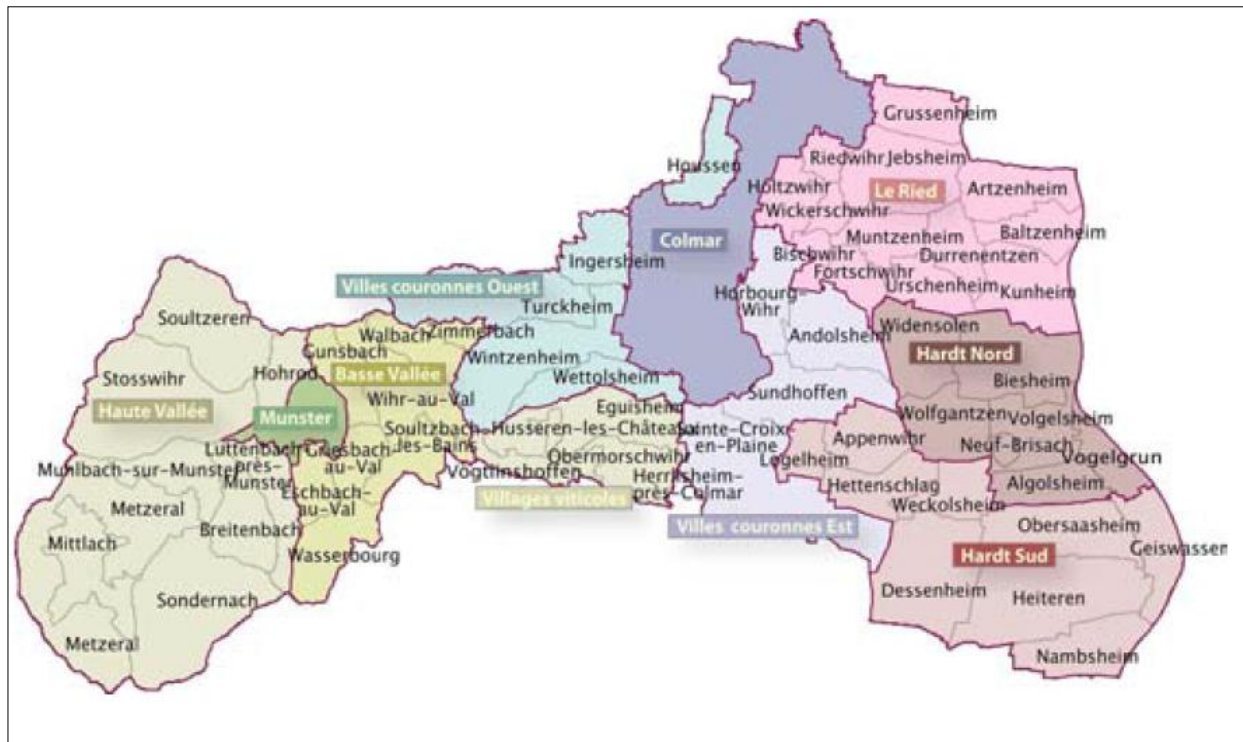 Grussenheim
Houssen
Riedwihr
Jebsheim
Holtzwihr
Le Ried
Artzenheim
Wickerschwihr
Colmar
Muntzenheim
Baltzenheim
Bischwihr
Durrenentzen
Ingersheim
Fortschwihr
Urschenheim
Kunheim
Villes couronnes Ouest
Horbourg-
Wihr
Turckheim
Soultzeren
Walbach
Zimmerbach
Andolsheim
Widensolen
Gunsbach
Wintzenheim
Hardt Nord
Stosswihr
Hohrod
Basse Vallée
Wettolsheim
Biesheim
Haute Vallée
Wihr-au-Val
Sundhoffen
Munster
Eguisheim
Wolfgantzen
Volgelsheim
Soultzbach
les-Bains
Husseren-les-Châteaux
Sainte-Croix
en-Plaine
Appenwihr
Neuf-Brisach
Vogelgrun
Luttenbach
près-
Munster
Griesbach
au-Val
Obermorschwihr
Logelheim
Muhlbach-sur-Munster
Vögtlinshoffen
Herrlisheim-
près-Colmar
Hettenschlag
Algolsheim
Eschbach-
au-Val
Villages viticoles
Weckolsheim
Metzeral
Breitenbach
Villes couronnes Est
Obersaasheim
Mittlach
Wasserbourg
Hardt Sud
Geiswassen
Sondernach
Dessenheim
Heiteren
Metzeral
Nambsheim